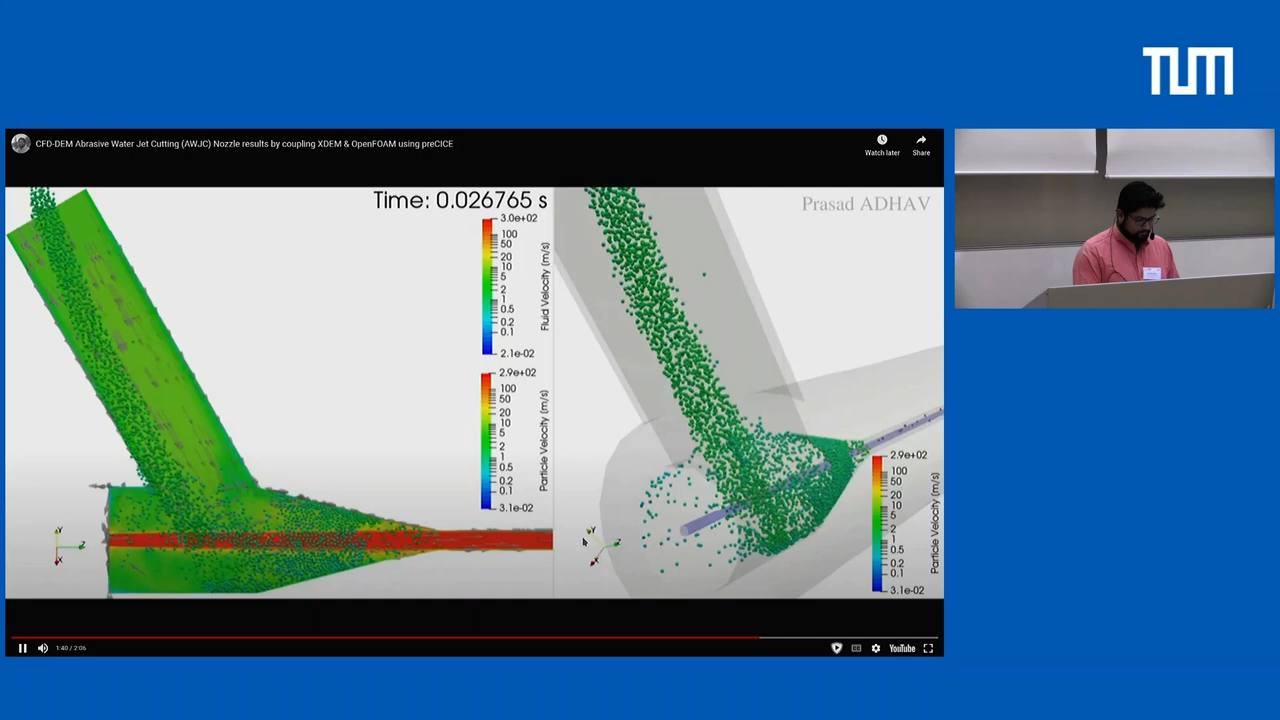 TUM
CFD-DEM Abrasive Water Jet Cutting (AWJC) Nozzle results by coupling XDEM & OpenFOAM using preCICE
Watch later
Share
Time: 0.026765 s
Prasad ADHAV
3.0e+02
100
50
20
10
5
2
1
0.5
0.2
0.1
2.1e-02
Fluid Velocity (m/s)
2.9e+02
100
50
20
10
5
2
1
0.5
0.2
0.1
3.1e-02
Particle Velocity (m/s)
2.9e+02
100
50
20
10
5
2
1
0.5
0.2
0.1
3.1e-02
Particle Velocity (m/s)
Y
Z
X
Y
Z
X
1:40 / 2:06
CC
YouTube